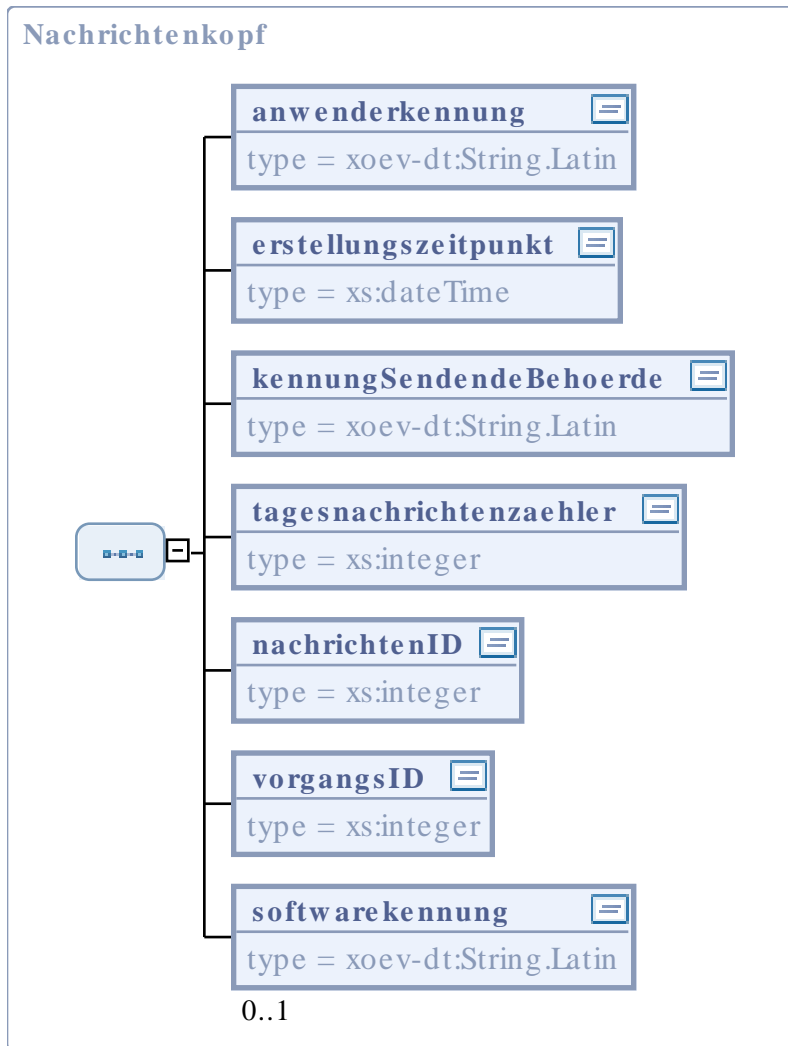 Nachrichtenkopf
anwenderkennung
type = xoev-dt:String.Latin
erstellungszeitpunkt
type = xs:dateTime
kennungSendendeBehoerde
type = xoev-dt:String.Latin
tagesnachrichtenzaehler
type = xs:integer
nachrichtenID
type = xs:integer
vorgangsID
type = xs:integer
softwarekennung
type = xoev-dt:String.Latin
0..1